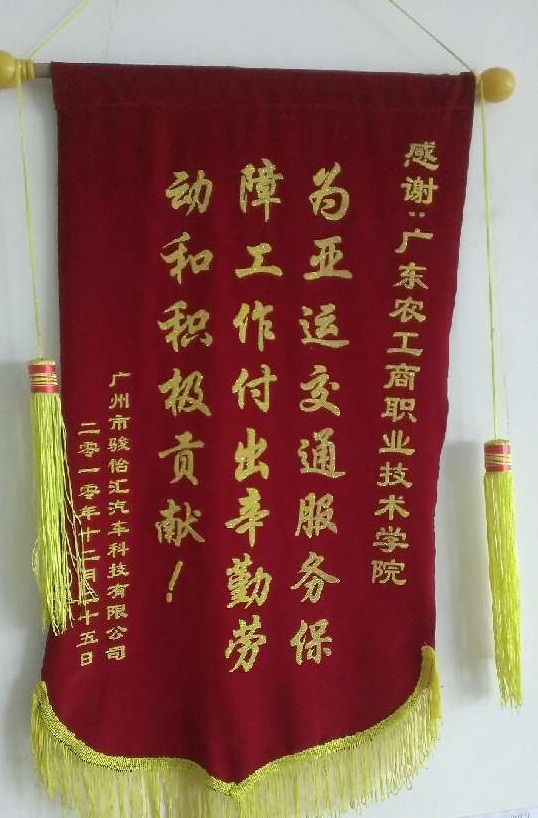 感谢:广东农工商职业技术学院
为亚运交通服务保
障工作付出辛勤劳
动和积极贡献!
广州市骏怡汇汽车科技有限公司
二零一零年十二月二十五日